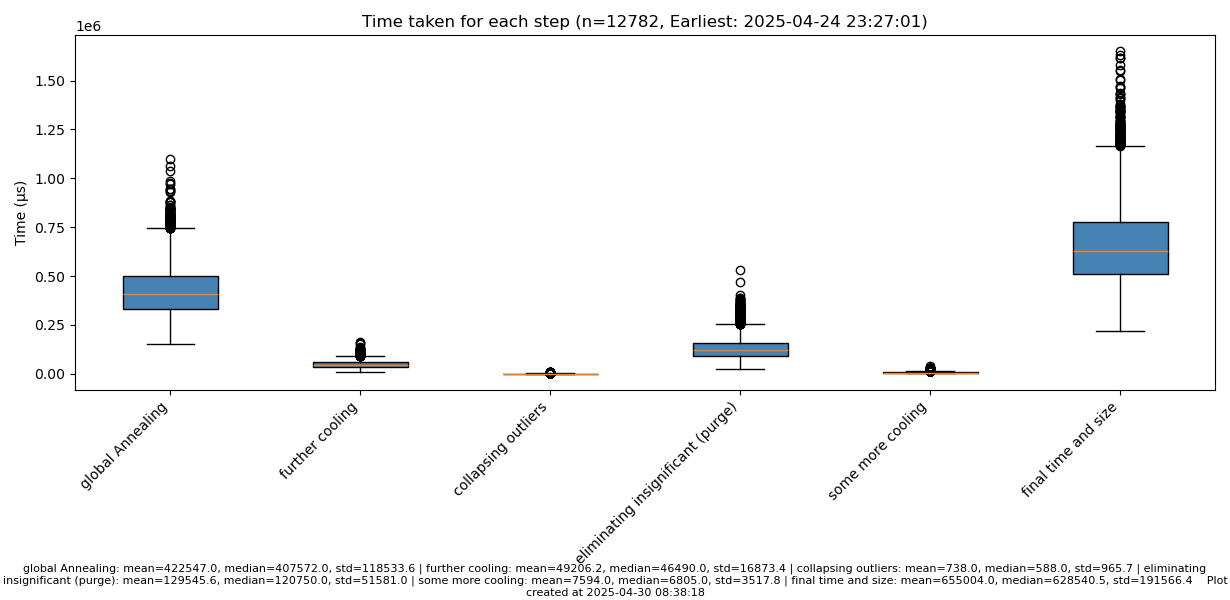 Time taken for each step (n=12782, Earliest: 2025-04-24 23:27:01)
1e6
1.50
1.25
1.00
0.75
0.50
0.25
0.00
Time (µs)
global Annealing
further cooling
collapsing outliers
eliminating insignificant (purge)
some more cooling
final time and size
global Annealing: mean=422547.0, median=407572.0, std=118533.6 | further cooling: mean=49206.2, median=46490.0, std=16873.4 | collapsing outliers: mean=738.0, median=588.0, std=965.7 | eliminating
insignificant (purge): mean=129545.6, median=120750.0, std=51581.0 | some more cooling: mean=7594.0, median=6805.0, std=3517.8 | final time and size: mean=655004.0, median=628540.5, std=191566.4 Plot
created at 2025-04-30 08:38:18